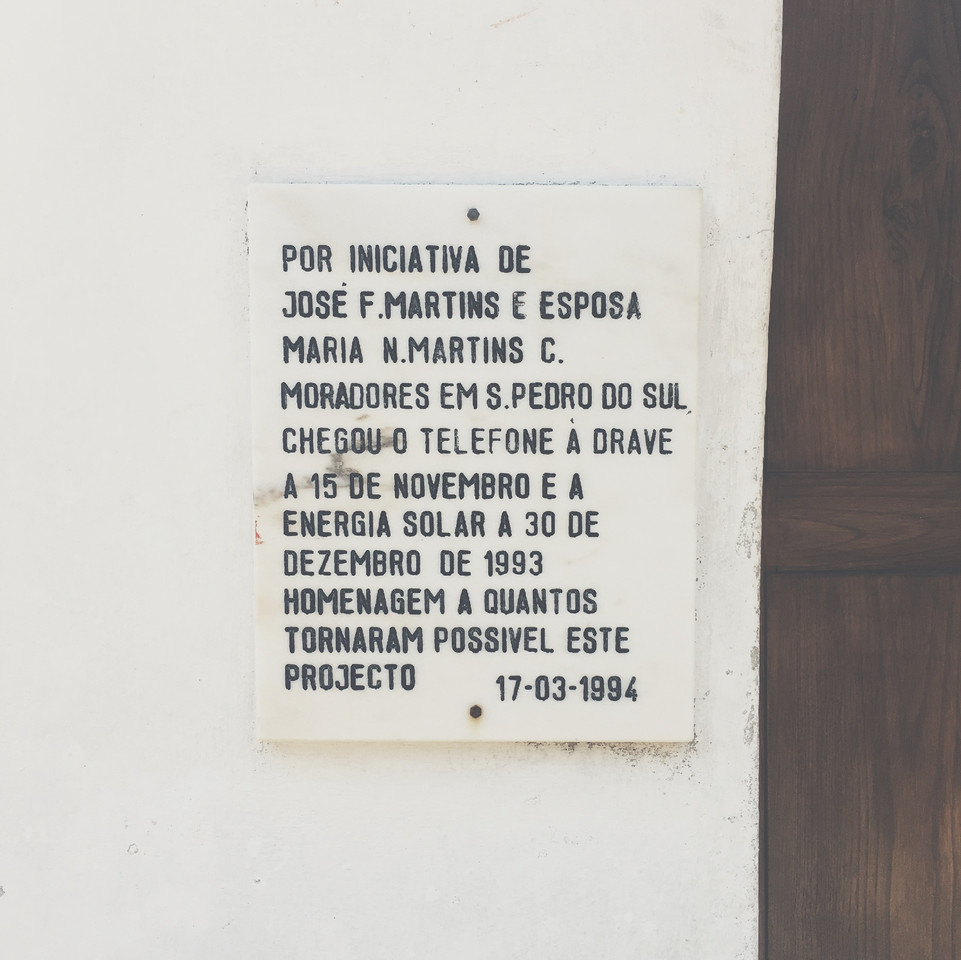 POR INICIATIVA DE
JOSÉ F.MARTINS E ESPOSA
MARIA N.MARTINS C.
MORADORES EM S.PEDRO DO SUL,
CHEGOU O TELEFONE À DRAVE
A 15 DE NOVEMBRO E A
ENERGIA SOLAR A 30 DE
DEZEMBRO DE 1993
HOMENAGEM A QUANTOS
TORNARAM POSSIVEL ESTE
PROJECTO 17-03-1994